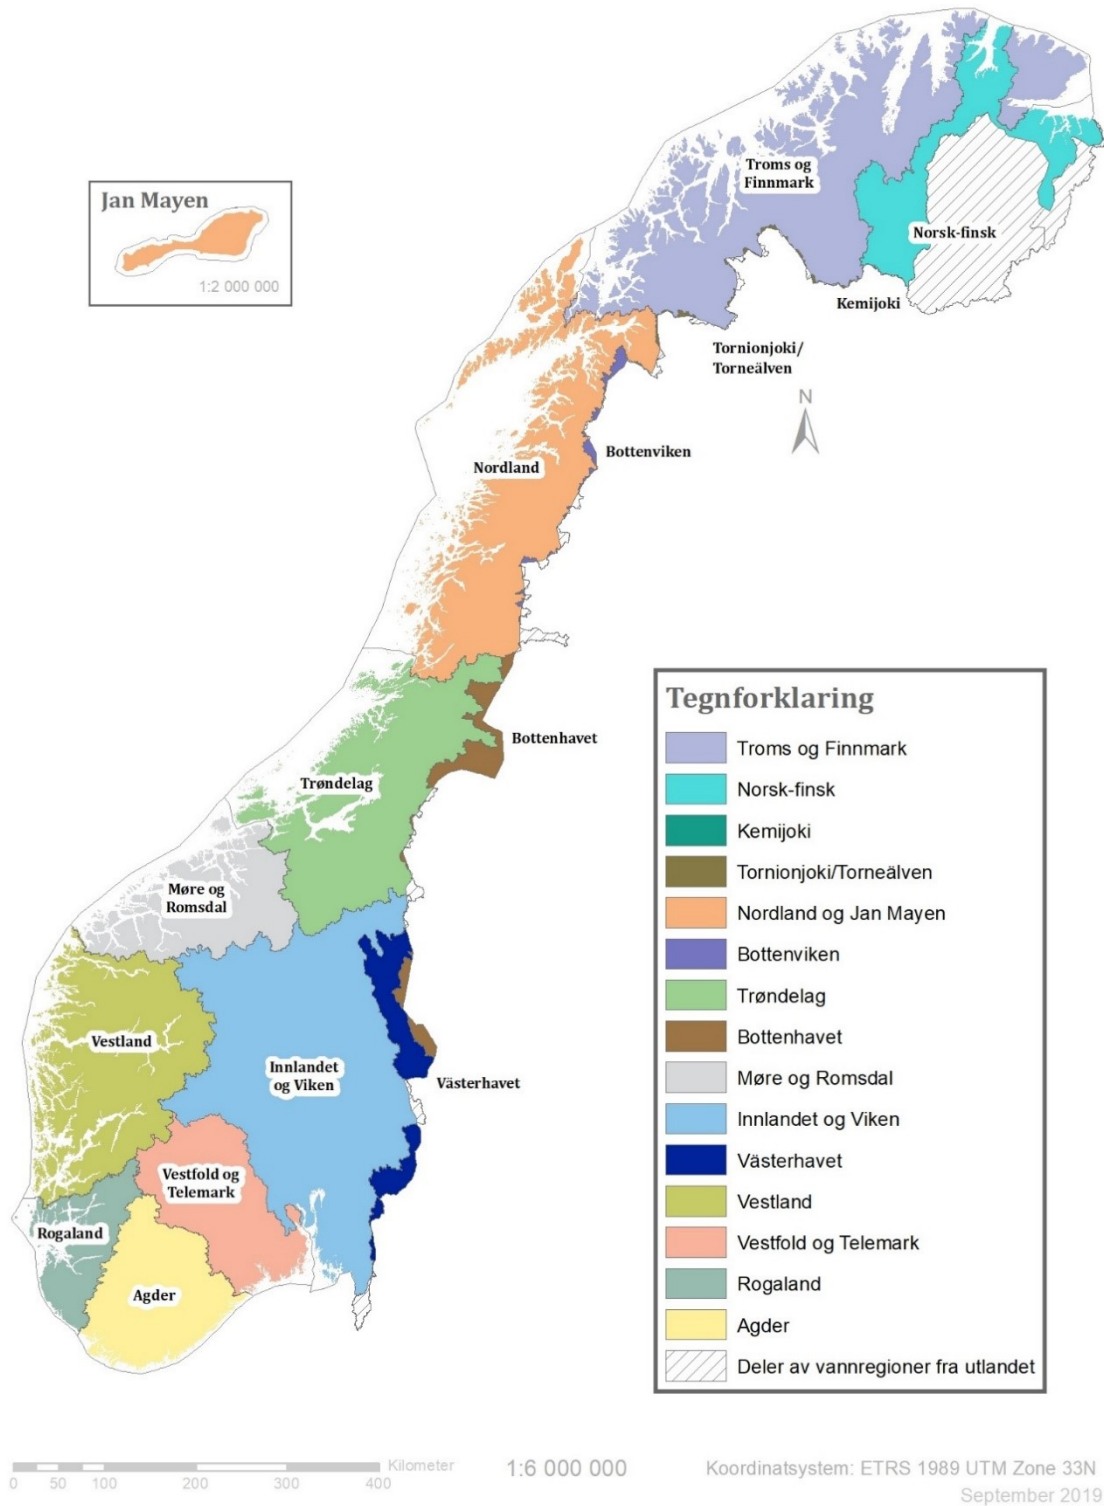 Jan Mayen
1:2 000 000
Troms og
Finnmark
Norsk-finsk
Kemijoki
Tornionjoki/
Torneälven
N
Bottenviken
Nordland
Bottenhavet
Trøndelag
Møre og
Romsdal
Vestland
Innlandet
og Viken
Västerhavet
Vestfold og
Telemark
Rogaland
Agder
Tegnforklaring
Troms og Finnmark
Norsk-finsk
Kemijoki
Tornionjoki/Torneälven
Nordland og Jan Mayen
Bottenviken
Trøndelag
Bottenhavet
Møre og Romsdal
Innlandet og Viken
Västerhavet
Vestland
Vestfold og Telemark
Rogaland
Agder
Deler av vannregioner fra utlandet
Kilometer
0 50 100 200 300 400
1:6 000 000
Koordinatsystem: ETRS 1989 UTM Zone 33N
September 2019